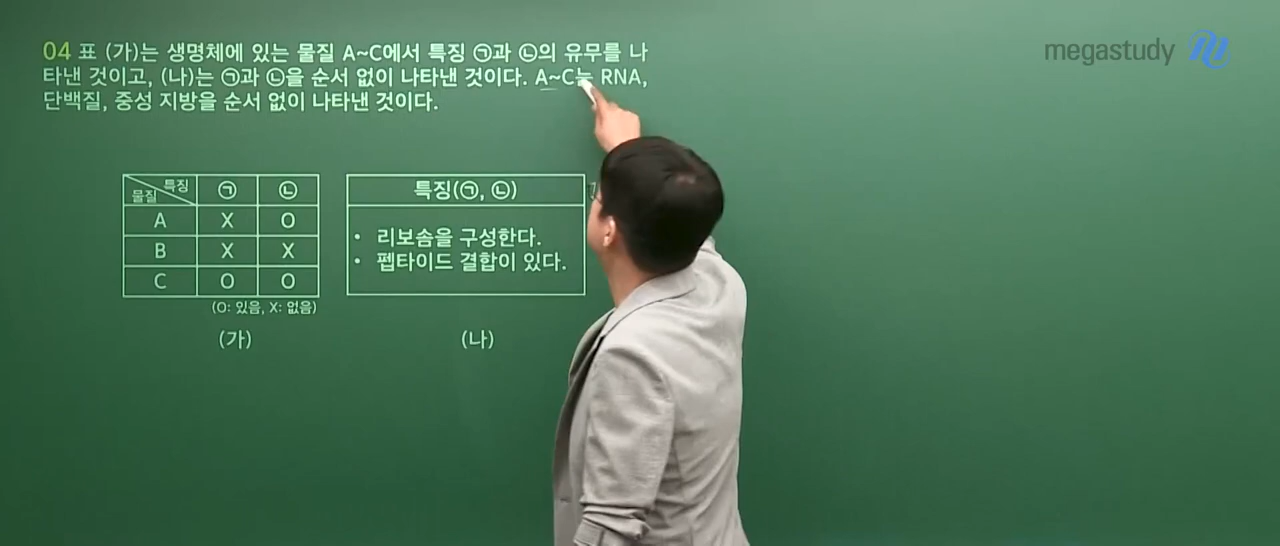 megastudy
04 표 (가)는 생명체에 있는 물질 A~C에서 특징 ㉠과 ㉡의 유무를 나
타낸 것이고, (나)는 ㉠과 ㉡을 순서 없이 나타낸 것이다. A~C는 RNA,
단백질, 중성 지방을 순서 없이 나타낸 것이다.
물질 특징 ㉠ ㉡
A X O
B X X
C O O
(O: 있음, X: 없음)
(가)
특징(㉠, ㉡)
• 리보솜을 구성한다.
• 펩타이드 결합이 있다.
(나)